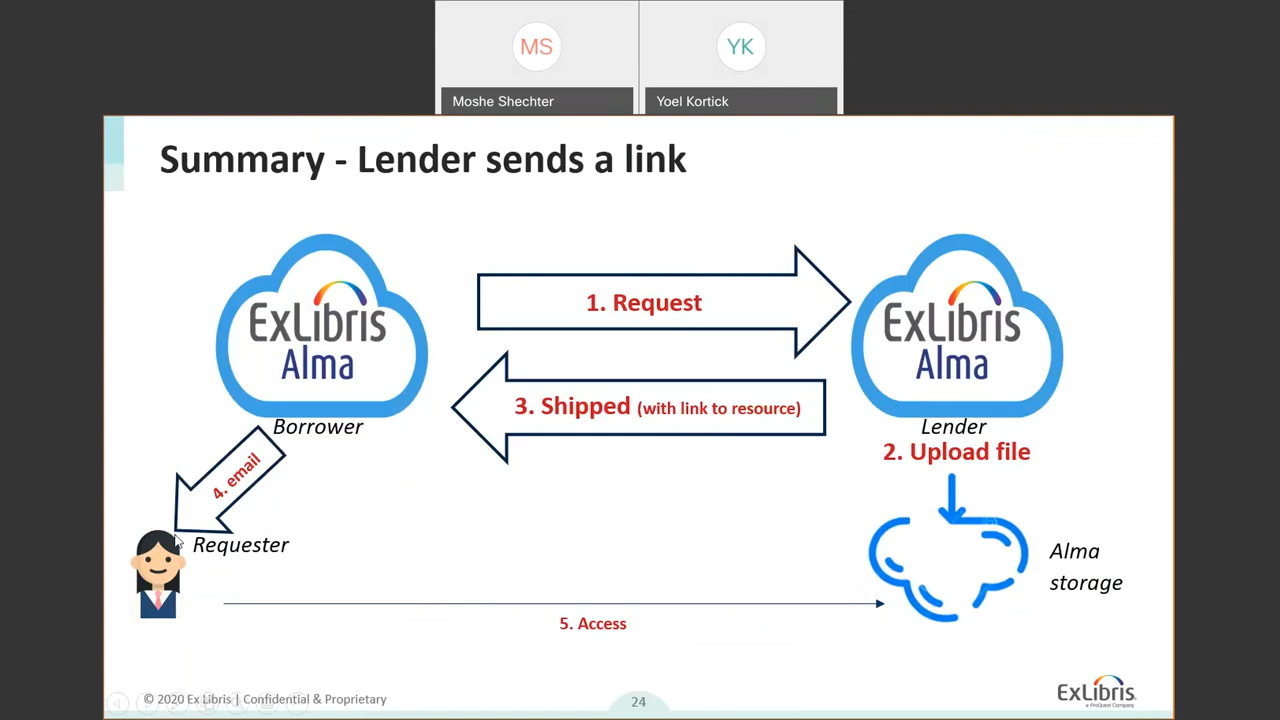 MS
YK
Moshe Shechter
Yoel Kortick
Summary - Lender sends a link
ExLibris
Alma
ExLibris
Alma
1. Request
3. Shipped (with link to resource)
Borrower
Lender
2. Upload file
4. email
Requester
Alma
storage
5. Access
© 2020 Ex Libris | Confidential & Proprietary
24
ExLibris
a ProQuest Company